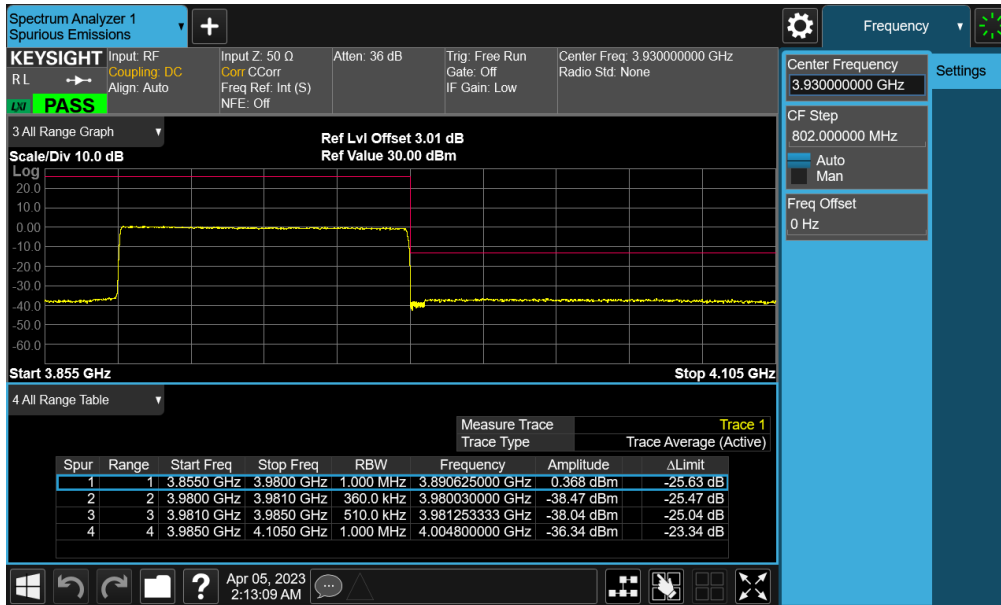 Spectrum Analyzer 1
Spurious Emissions
Frequency
KEYSIGHT
R L
LXI
PASS
Input: RF
Coupling: DC
Align: Auto
Input Z: 50 Ω
Corr CCorr
Freq Ref: Int (S)
NFE: Off
Atten: 36 dB
Trig: Free Run
Gate: Off
IF Gain: Low
Center Freq: 3.930000000 GHz
Radio Std: None
Center Frequency
3.930000000 GHz
Settings
CF Step
802.000000 MHz
Auto
Man
Freq Offset
0 Hz
3 All Range Graph
Scale/Div 10.0 dB
Ref Lvl Offset 3.01 dB
Ref Value 30.00 dBm
Log
20.0
10.0
0.00
-10.0
-20.0
-30.0
-40.0
-50.0
-60.0
Start 3.855 GHz
Stop 4.105 GHz
4 All Range Table
Measure Trace Trace 1
Trace Type Trace Average (Active)
Spur Range Start Freq Stop Freq RBW Frequency Amplitude ΔLimit
1 1 3.8550 GHz 3.9800 GHz 1.000 MHz 3.890625000 GHz 0.368 dBm -25.63 dB
2 2 3.9800 GHz 3.9810 GHz 360.0 kHz 3.980030000 GHz -38.47 dBm -25.47 dB
3 3 3.9810 GHz 3.9850 GHz 510.0 kHz 3.981253333 GHz -38.04 dBm -25.04 dB
4 4 3.9850 GHz 4.1050 GHz 1.000 MHz 4.004800000 GHz -36.34 dBm -23.34 dB
Apr 05, 2023
2:13:09 AM